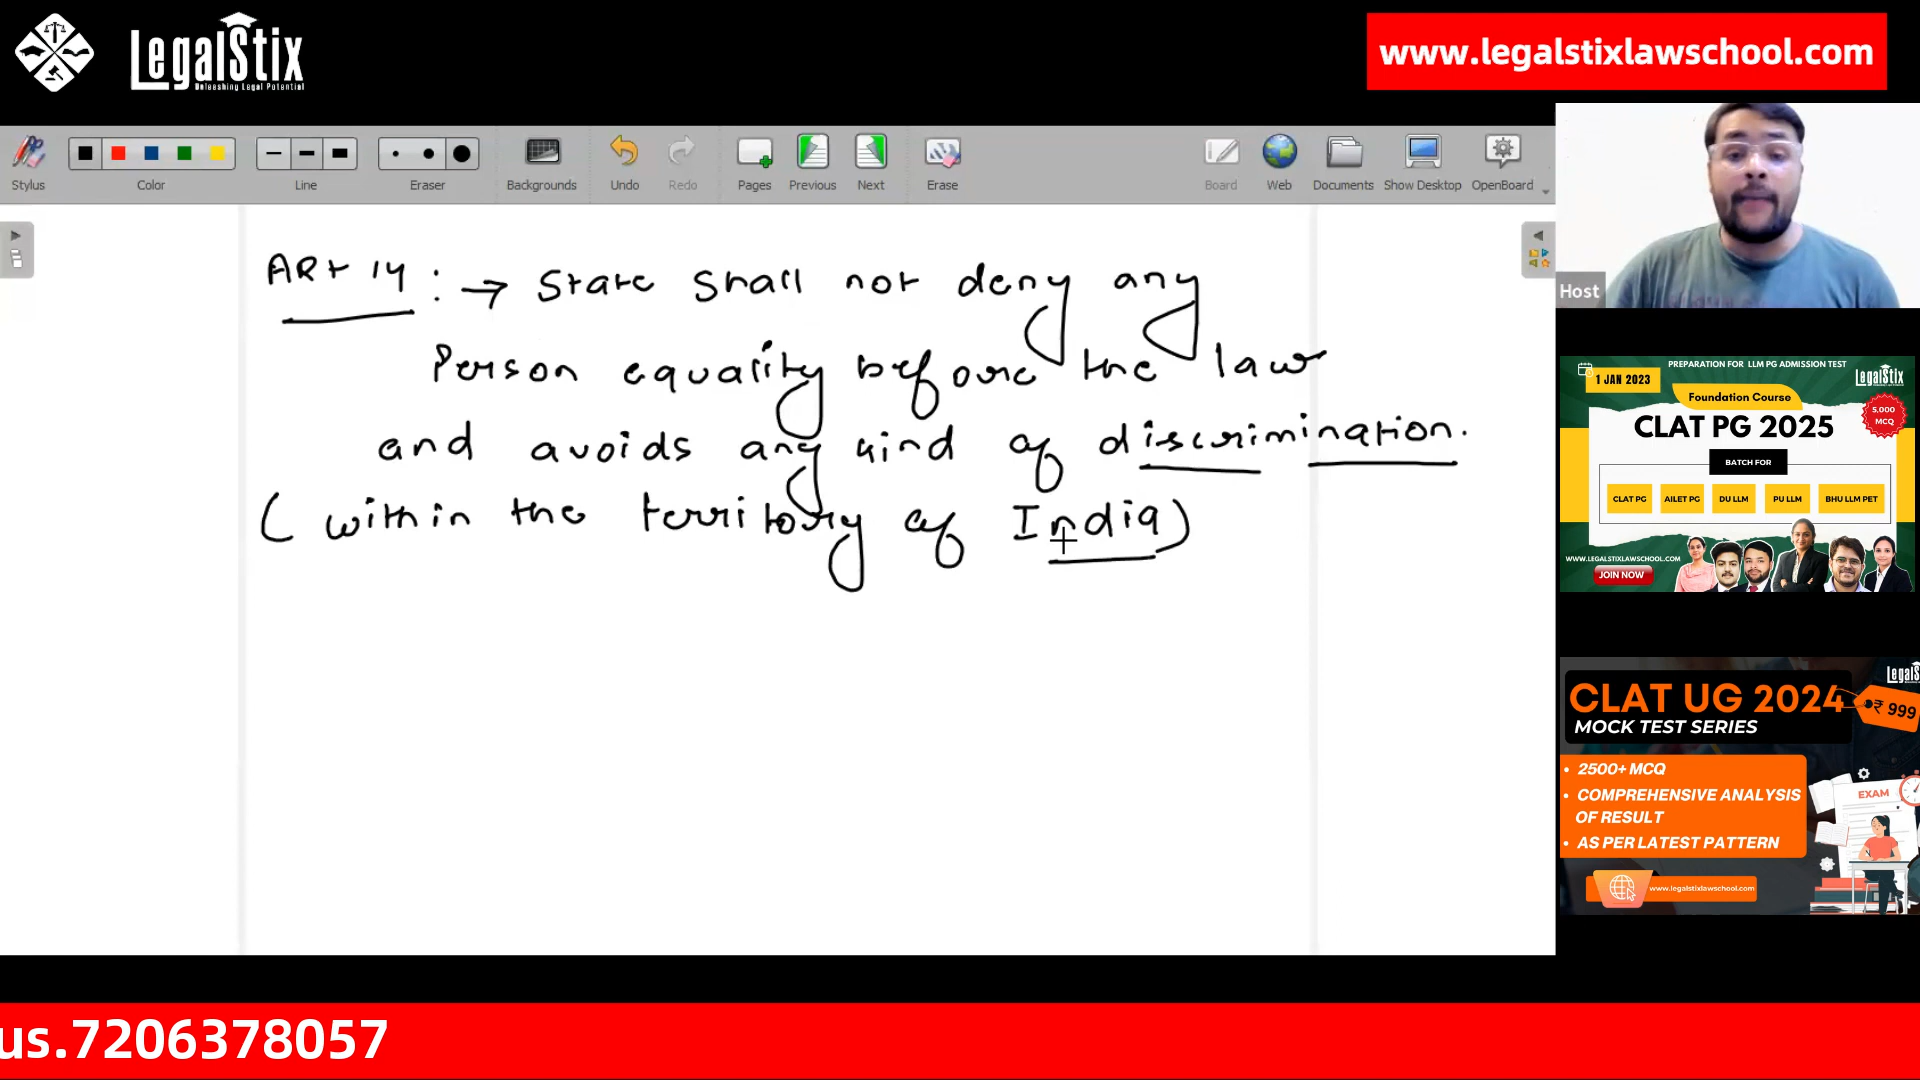 LegalStix
Unleashing Legal Potential
www.legalstixlawschool.com
Stylus
Color
Line
Eraser
Backgrounds
Undo
Redo
Pages
Previous
Next
Erase
Board
Web
Documents
Show Desktop
OpenBoard
ARt 14 : → State shall not deny any
Person equality before the law
and avoids any kind of discrimination.
(within the territory of India)
Host
PREPARATION FOR LLM PG ADMISSION TEST
LegalStix
1 JAN 2023
Foundation Course
5,000
MCQ
CLAT PG 2025
BATCH FOR
CLAT PG
AILET PG
DU LLM
PU LLM
BHU LLM PET
WWW.LEGALSTIXLAWSCHOOL.COM
JOIN NOW
LegalS
CLAT UG 2024
₹ 999
MOCK TEST SERIES
• 2500+ MCQ
• COMPREHENSIVE ANALYSIS
OF RESULT
• AS PER LATEST PATTERN
EXAM
www.legalstixlawschool.com
us.7206378057